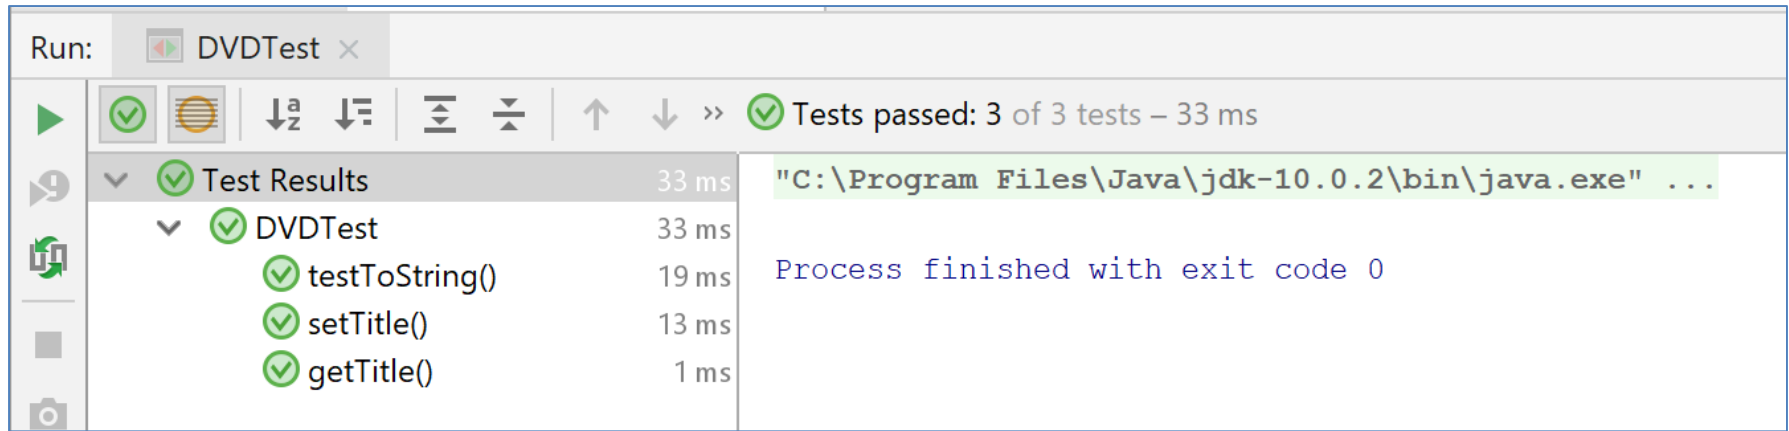 Run: DVDTest
Tests passed: 3 of 3 tests – 33 ms
Test Results 33 ms
DVDTest 33 ms
testToString() 19 ms
setTitle() 13 ms
getTitle() 1 ms
"C:\Program Files\Java\jdk-10.0.2\bin\java.exe" ...
Process finished with exit code 0